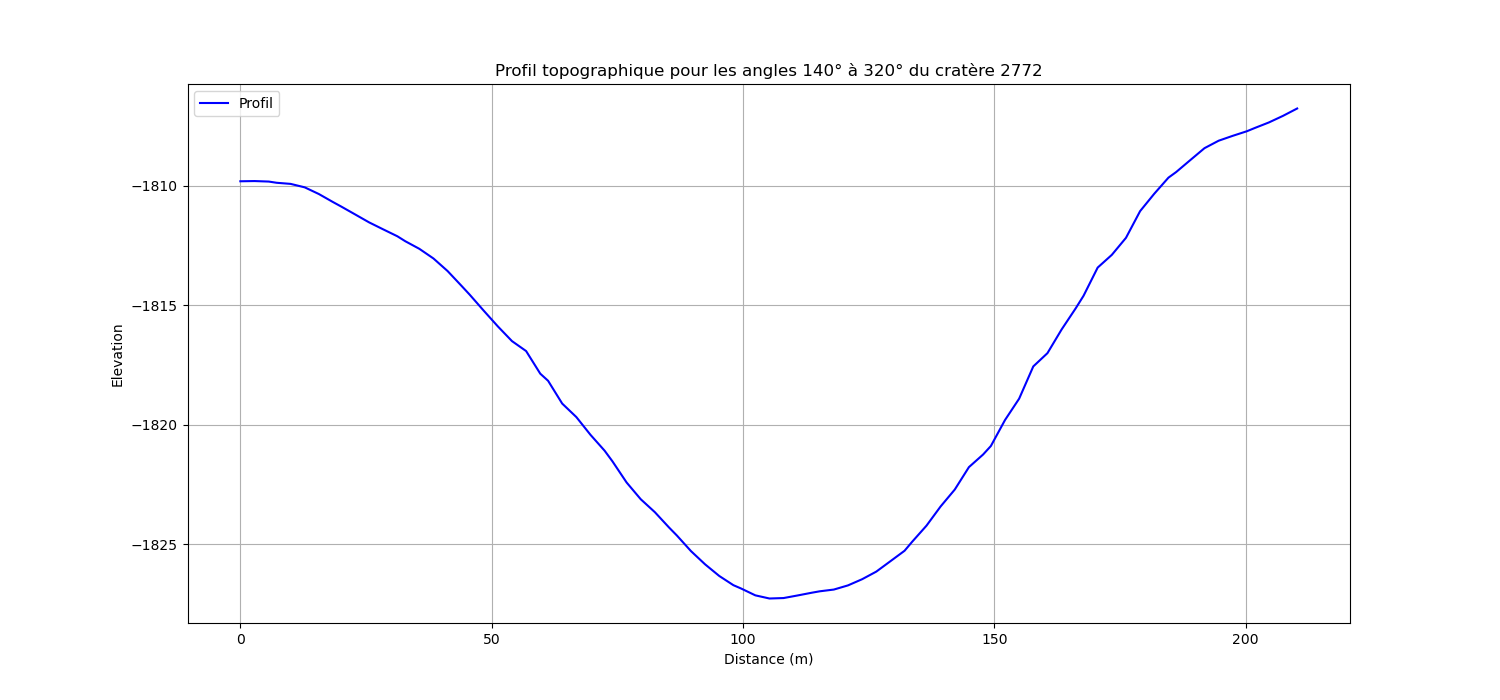 Profil topographique pour les angles 140° à 320° du cratère 2772
Profil
−1810
−1815
−1820
−1825
Elevation
0 50 100 150 200
Distance (m)